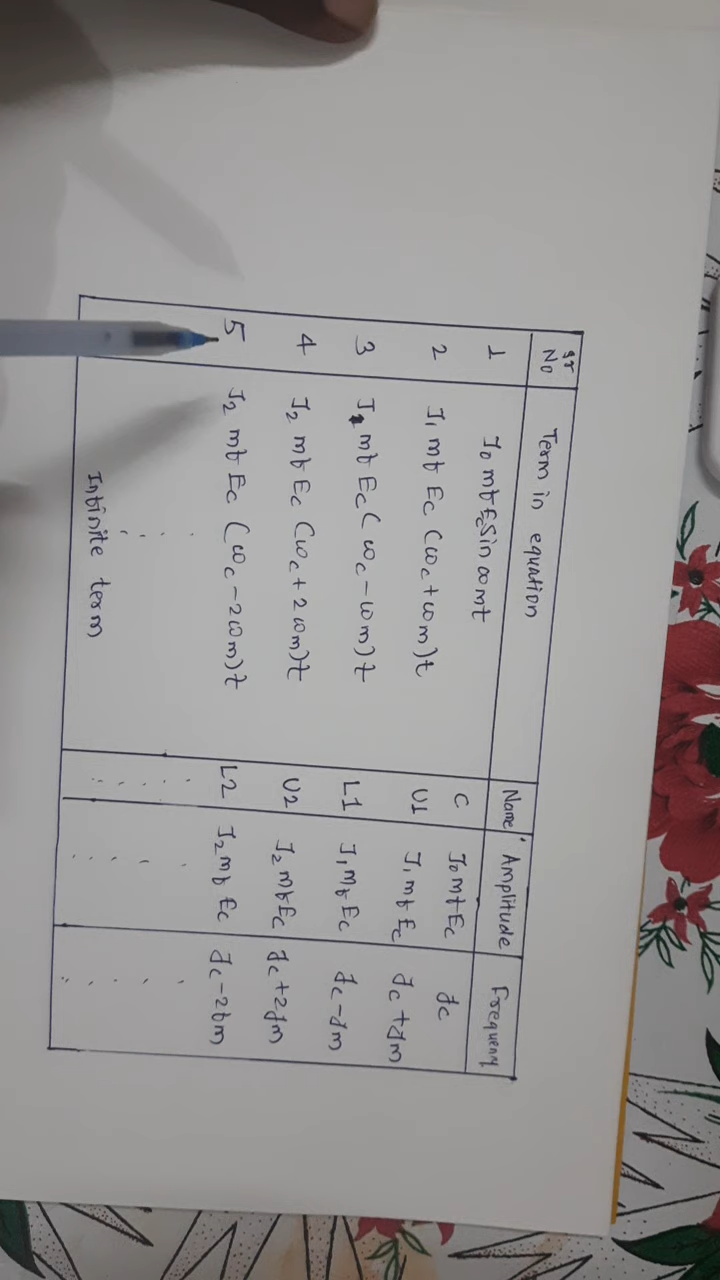 Sr No Term in equation Name Amplitude Frequency
1 J0 mf Ec Sin ωmt C J0 mf Ec fc
2 J1 mf Ec (ωc + ωm)t U1 J1 mf Ec fc + fm
3 J1 mf Ec (ωc - ωm)t L1 J1 mf Ec fc - fm
4 J2 mf Ec (ωc + 2ωm)t U2 J2 mf Ec fc + 2fm
5 J2 mf Ec (ωc - 2ωm)t L2 J2 mf Ec fc - 2fm
Infinite term